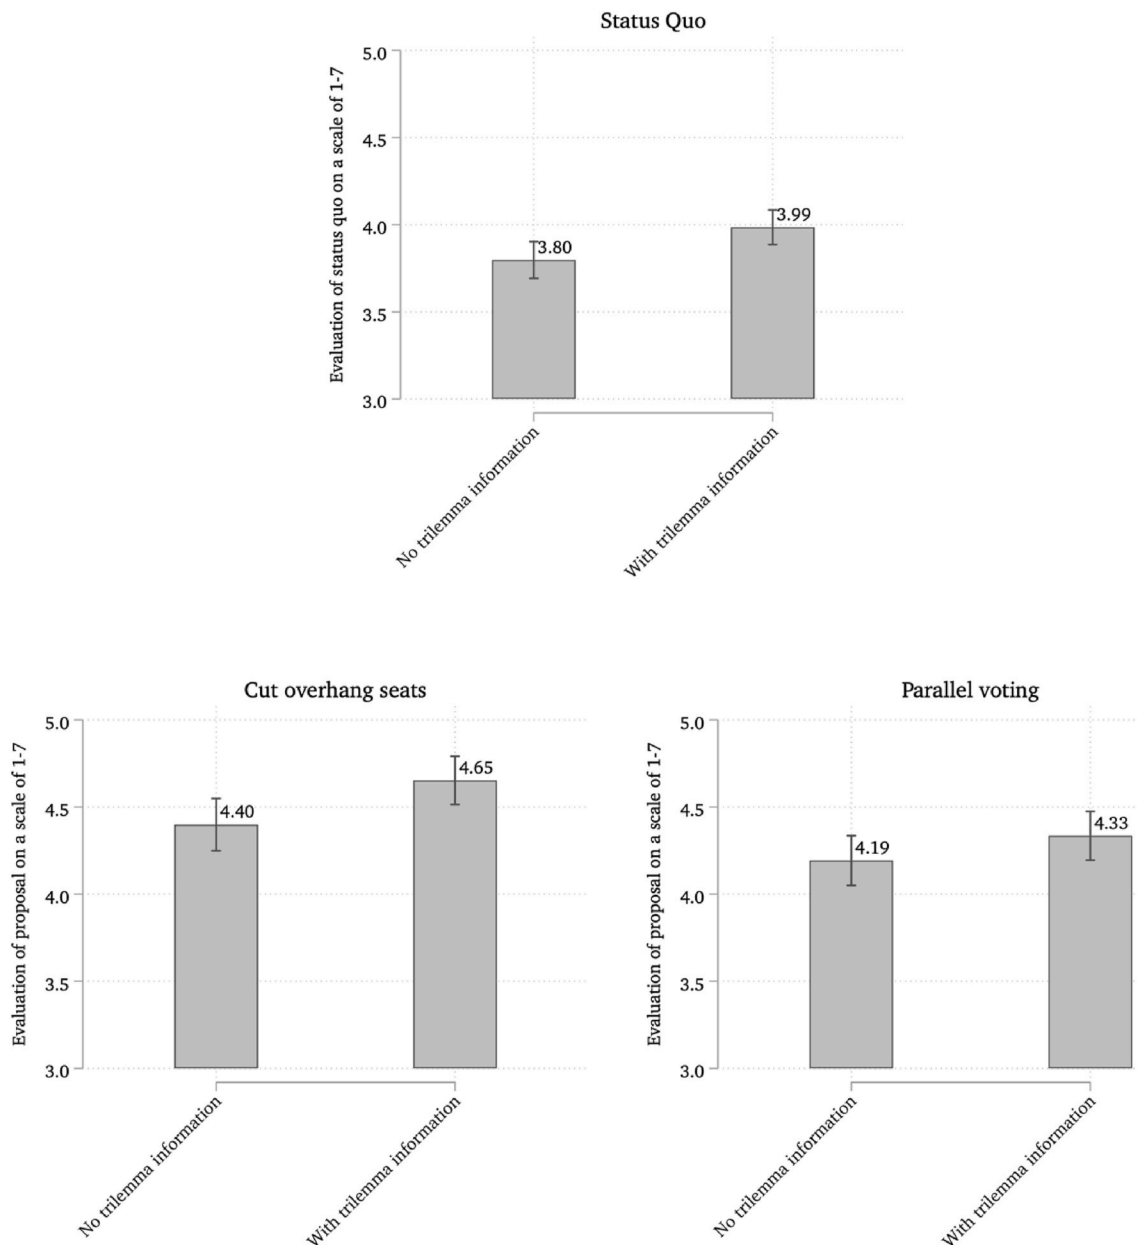 Status Quo
Evaluation of status quo on a scale of 1-7
5.0
4.5
4.0
3.5
3.0
3.80
3.99
No trilemma information
With trilemma information
Cut overhang seats
Evaluation of proposal on a scale of 1-7
5.0
4.5
4.0
3.5
3.0
4.40
4.65
No trilemma information
With trilemma information
Parallel voting
Evaluation of proposal on a scale of 1-7
5.0
4.5
4.0
3.5
3.0
4.19
4.33
No trilemma information
With trilemma information